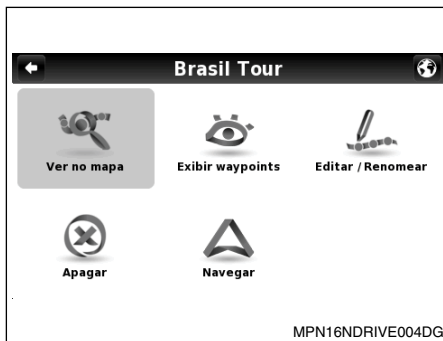 Brasil Tour
Ver no mapa
Exibir waypoints
Editar / Renomear
Apagar
Navegar
MPN16NDRIVE004DG